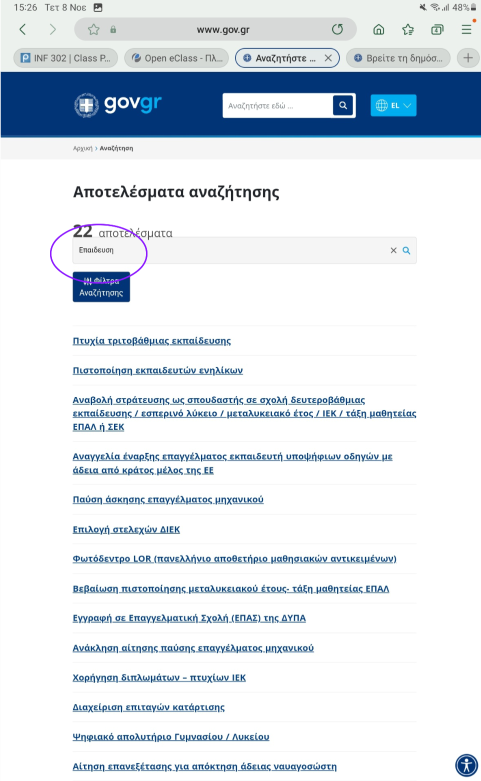 15:26 Τετ 8 Νοε 48%
www.gov.gr
INF 302 | Class P...
Open eClass - Πλ...
Αναζητήστε ...
Βρείτε τη δημόσ...
govgr
Αναζητήστε εδώ ...
EL
Αρχική › Αναζήτηση
Αποτελέσματα αναζήτησης
22 αποτελέσματα
Επαιδευση
Φίλτρα
Αναζήτησης
Πτυχία τριτοβάθμιας εκπαίδευσης
Πιστοποίηση εκπαιδευτών ενηλίκων
Αναβολή στράτευσης ως σπουδαστής σε σχολή δευτεροβάθμιας
εκπαίδευσης / εσπερινό λύκειο / μεταλυκειακό έτος / ΙΕΚ / τάξη μαθητείας
ΕΠΑΛ ή ΣΕΚ
Αναγγελία έναρξης επαγγέλματος εκπαιδευτή υποψήφιων οδηγών με
άδεια από κράτος μέλος της ΕΕ
Παύση άσκησης επαγγέλματος μηχανικού
Επιλογή στελεχών ΔΙΕΚ
Φωτόδεντρο LOR (πανελλήνιο αποθετήριο μαθησιακών αντικειμένων)
Βεβαίωση πιστοποίησης μεταλυκειακού έτους- τάξη μαθητείας ΕΠΑΛ
Εγγραφή σε Επαγγελματική Σχολή (ΕΠΑΣ) της ΔΥΠΑ
Ανάκληση αίτησης παύσης επαγγέλματος μηχανικού
Χορήγηση διπλωμάτων – πτυχίων ΙΕΚ
Διαχείριση επιταγών κατάρτισης
Ψηφιακό απολυτήριο Γυμνασίου / Λυκείου
Αίτηση επανεξέτασης για απόκτηση άδειας ναυαγοσώστη